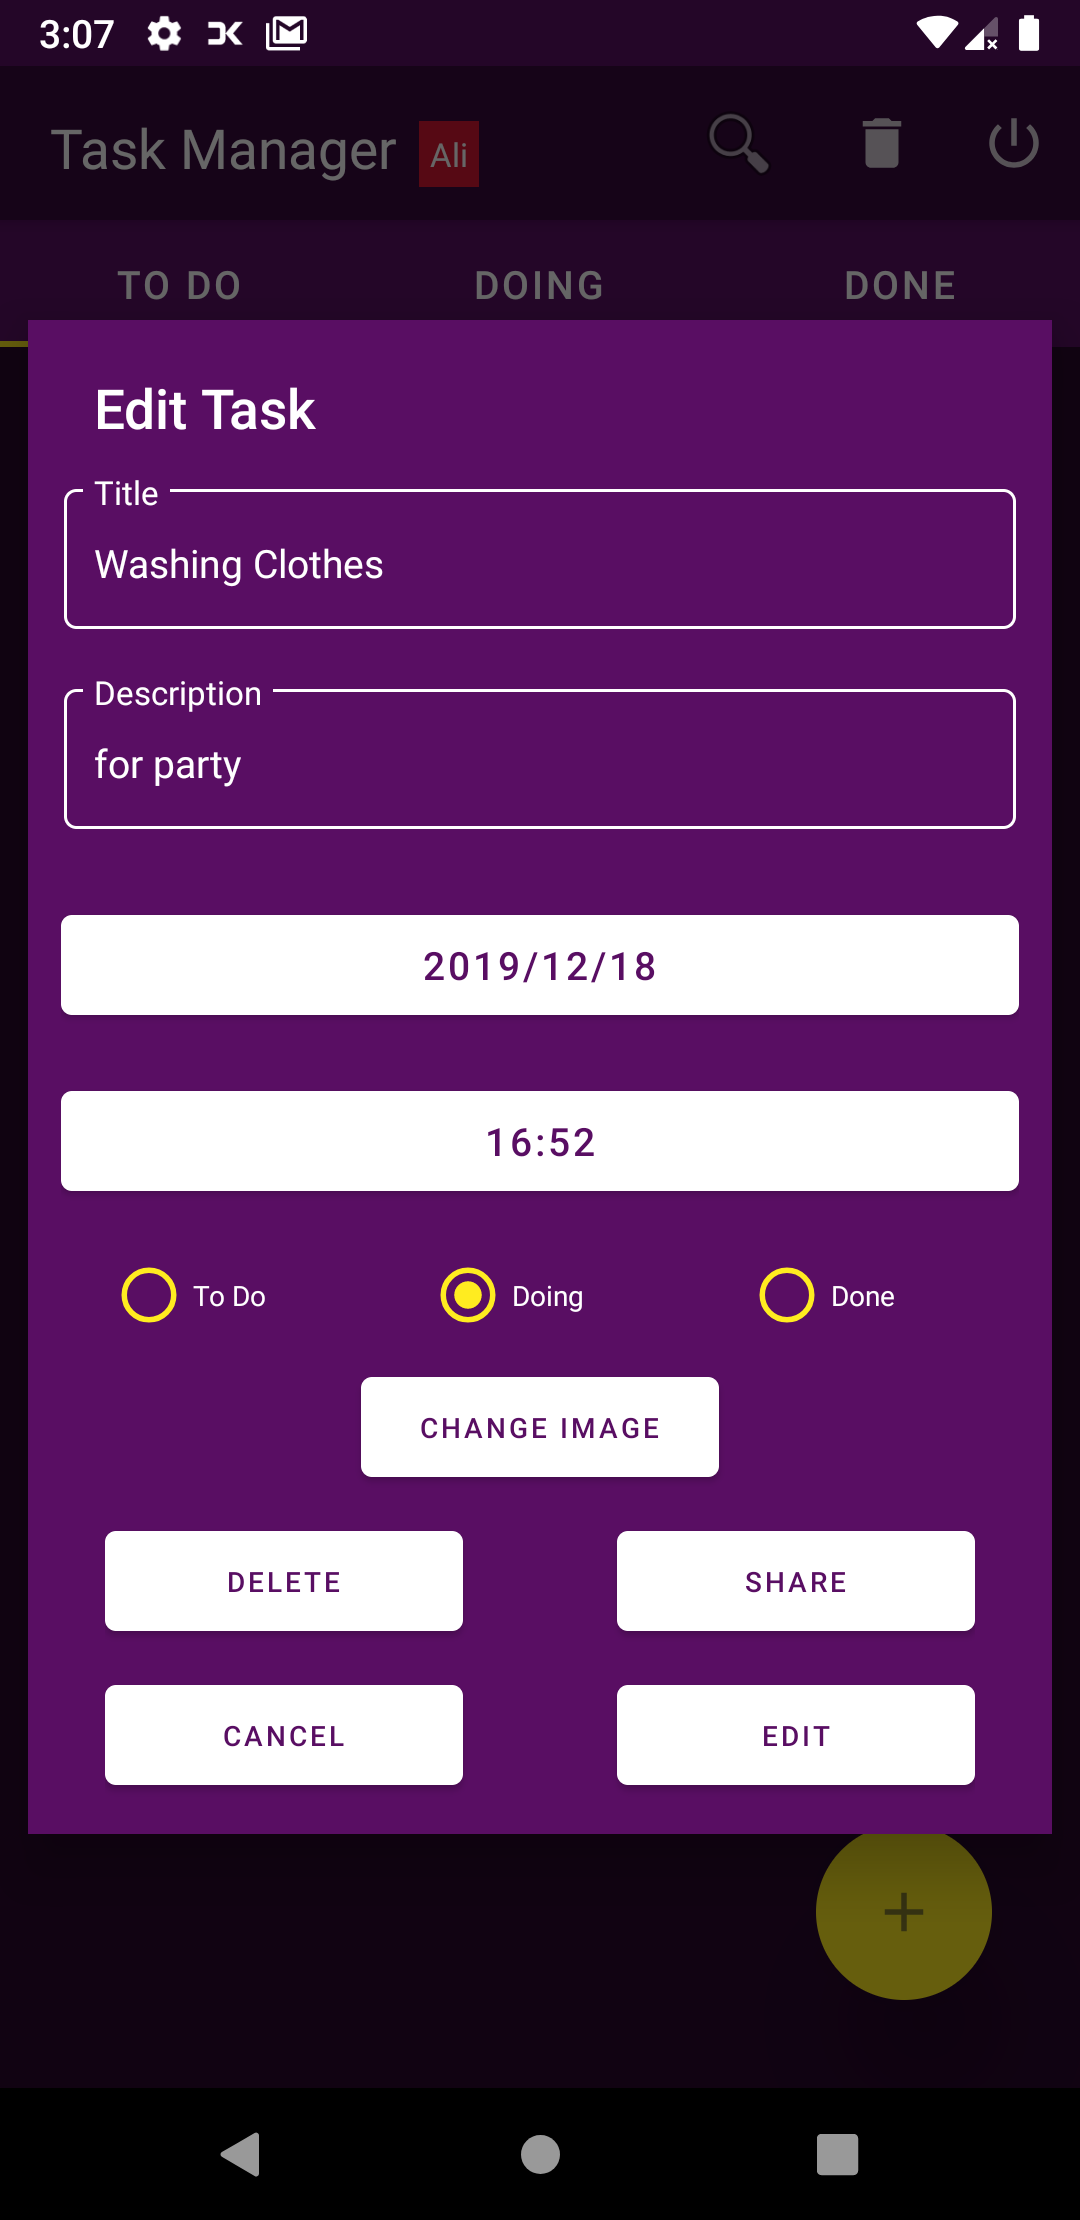 3:07
Task Manager Ali
TO DO DOING DONE
Edit Task
Title
Washing Clothes
Description
for party
2019/12/18
16:52
To Do Doing Done
CHANGE IMAGE
DELETE SHARE
CANCEL EDIT